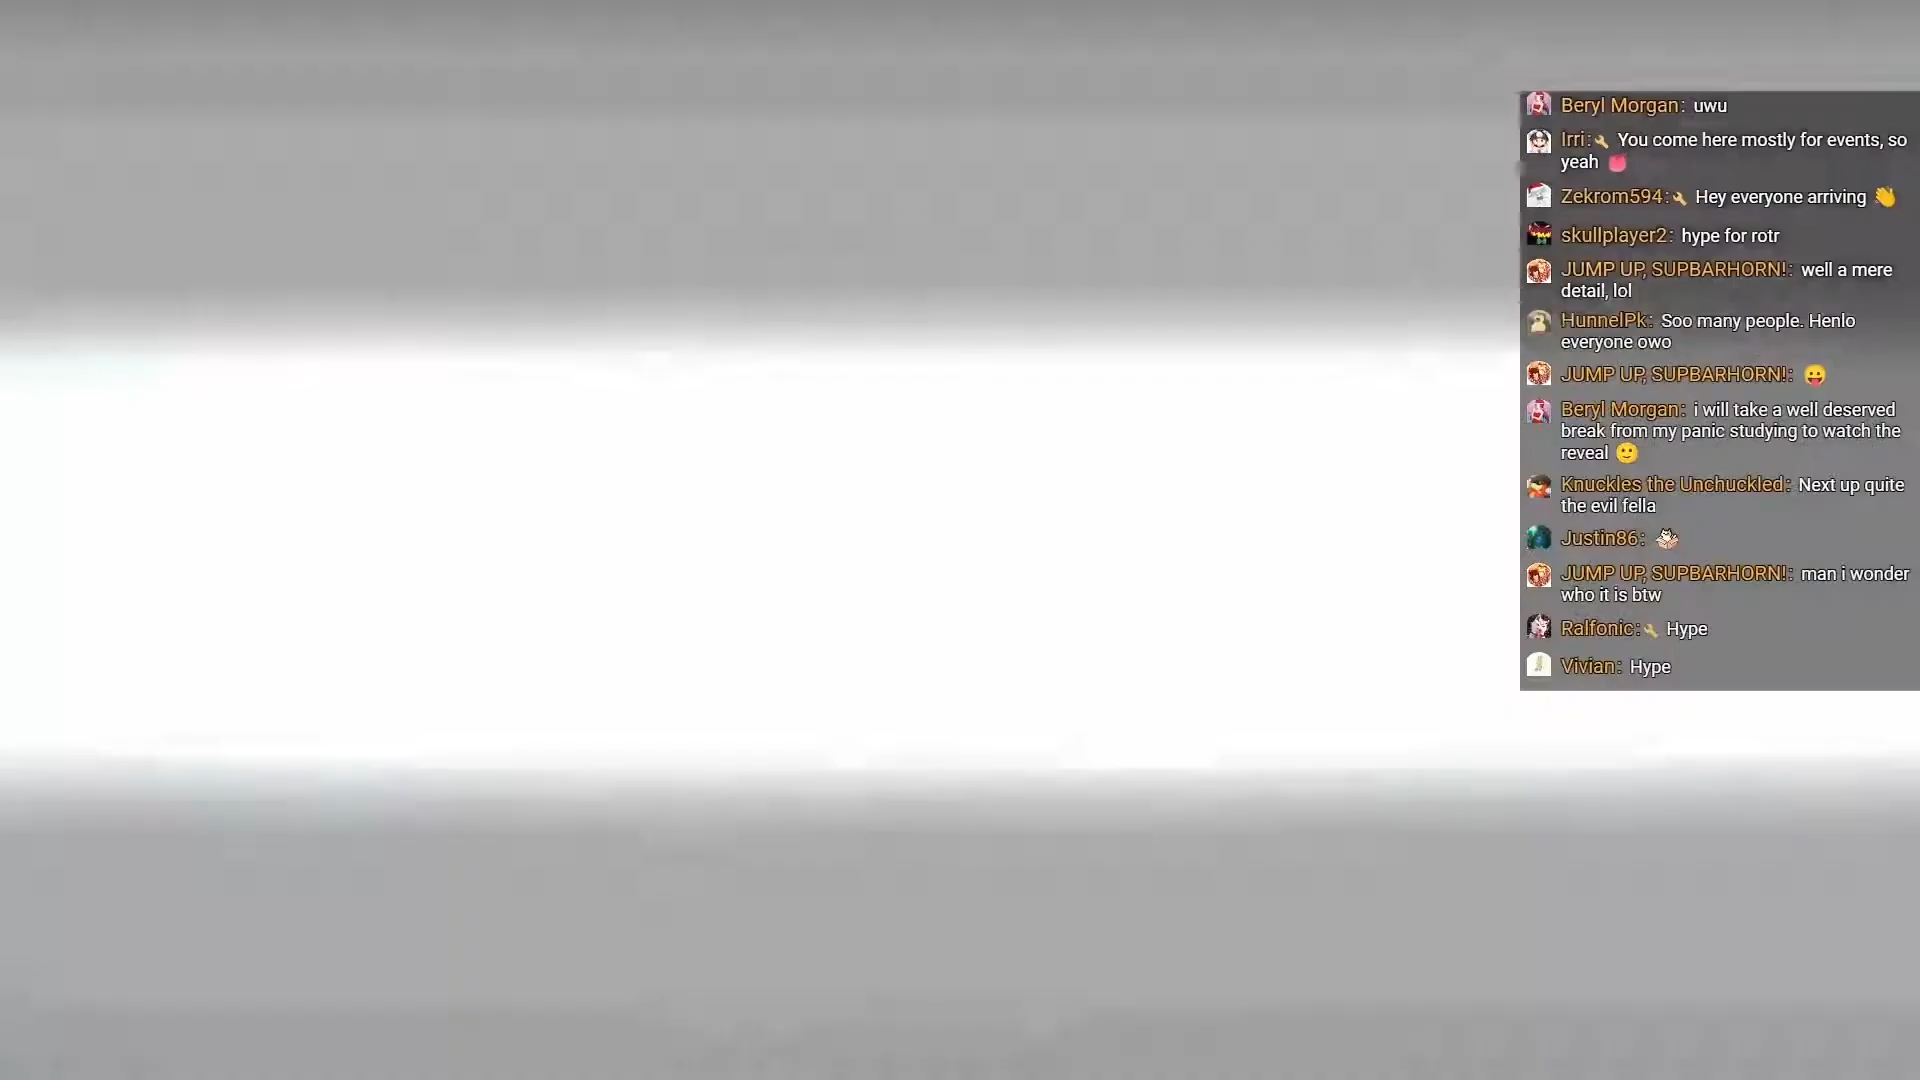 Beryl Morgan: uwu
Irri: You come here mostly for events, so
yeah
Zekrom594: Hey everyone arriving
skullplayer2: hype for rotr
JUMP UP, SUPBARHORN!: well a mere
detail, lol
HunnelPk: Soo many people. Henlo
everyone owo
JUMP UP, SUPBARHORN!:
Beryl Morgan: i will take a well deserved
break from my panic studying to watch the
reveal
Knuckles the Unchuckled: Next up quite
the evil fella
Justin86:
JUMP UP, SUPBARHORN!: man i wonder
who it is btw
Ralfonic: Hype
Vivian: Hype